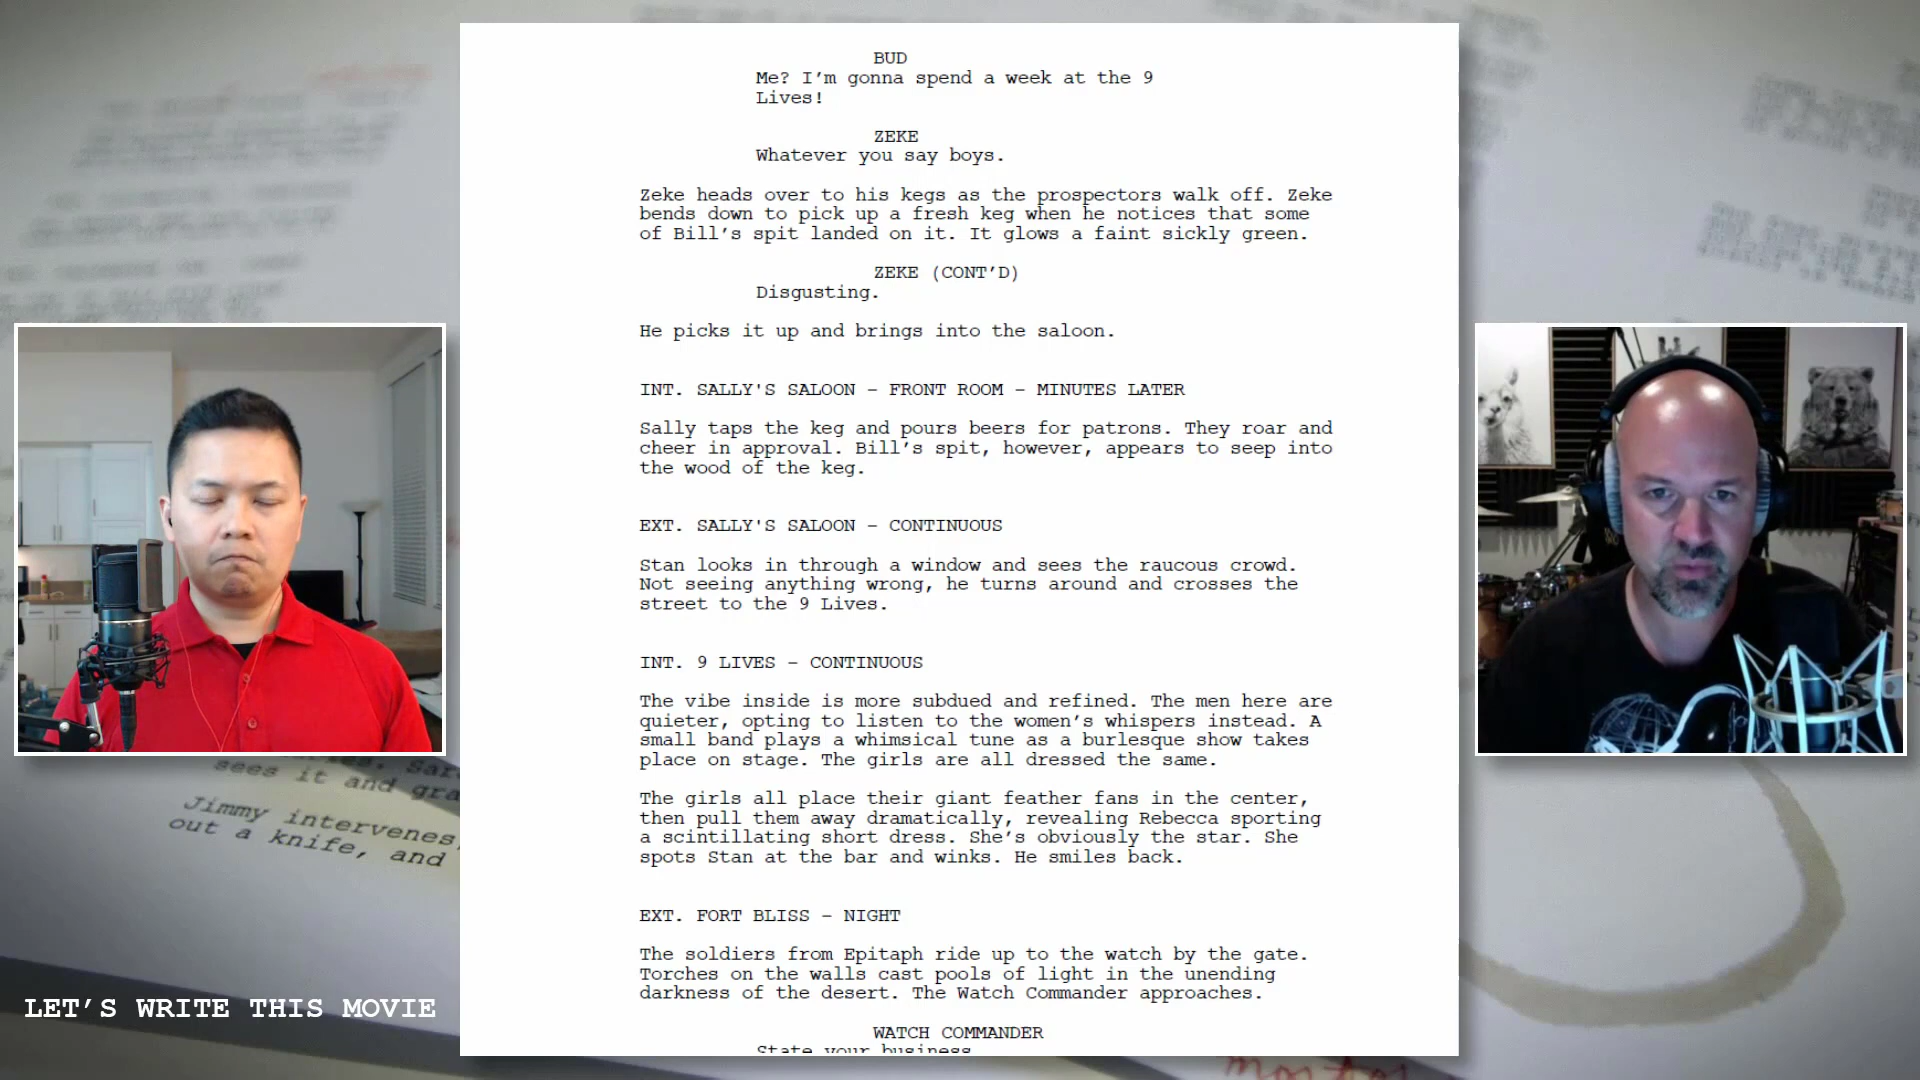 BUD
Me? I’m gonna spend a week at the 9
Lives!
ZEKE
Whatever you say boys.
Zeke heads over to his kegs as the prospectors walk off. Zeke
bends down to pick up a fresh keg when he notices that some
of Bill’s spit landed on it. It glows a faint sickly green.
ZEKE (CONT’D)
Disgusting.
He picks it up and brings into the saloon.
INT. SALLY'S SALOON – FRONT ROOM – MINUTES LATER
Sally taps the keg and pours beers for patrons. They roar and
cheer in approval. Bill’s spit, however, appears to seep into
the wood of the keg.
EXT. SALLY'S SALOON – CONTINUOUS
Stan looks in through a window and sees the raucous crowd.
Not seeing anything wrong, he turns around and crosses the
street to the 9 Lives.
INT. 9 LIVES – CONTINUOUS
The vibe inside is more subdued and refined. The men here are
quieter, opting to listen to the women’s whispers instead. A
small band plays a whimsical tune as a burlesque show takes
place on stage. The girls are all dressed the same.
The girls all place their giant feather fans in the center,
then pull them away dramatically, revealing Rebecca sporting
a scintillating short dress. She’s obviously the star. She
spots Stan at the bar and winks. He smiles back.
EXT. FORT BLISS – NIGHT
The soldiers from Epitaph ride up to the watch by the gate.
Torches on the walls cast pools of light in the unending
darkness of the desert. The Watch Commander approaches.
WATCH COMMANDER
State your business
sees it and gra
Jimmy intervenes,
out a knife, and
LET’S WRITE THIS MOVIE